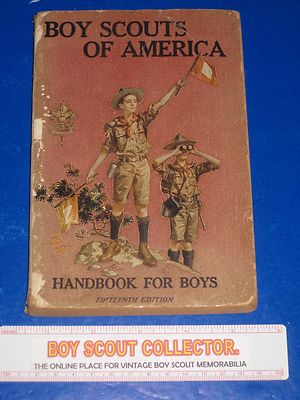 BOY SCOUTS
OF AMERICA
HANDBOOK FOR BOYS
FIFTEENTH EDITION
INCHES
BOY SCOUT COLLECTOR.
THE ONLINE PLACE FOR VINTAGE BOY SCOUT MEMORABILIA